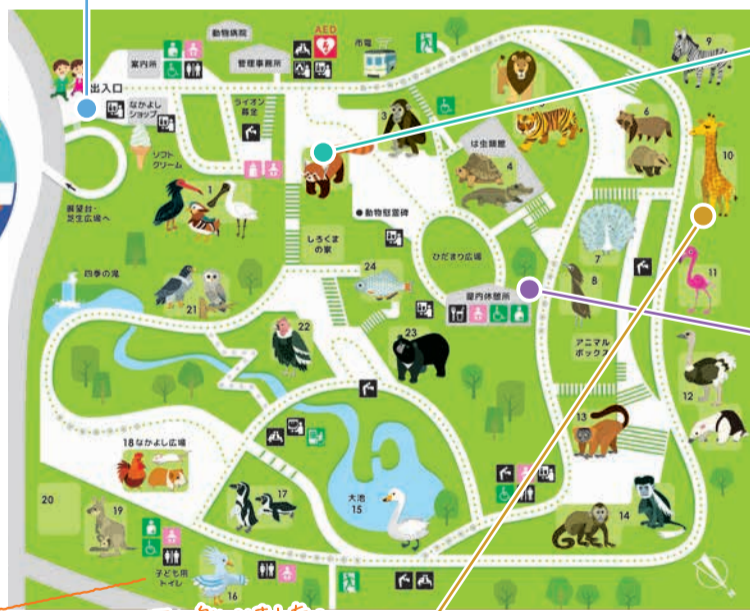 動物病院
AED
市電
案内所
管理事務所
出入口
なかよし
ショップ
ライオン
募金
ソフト
クリーム
展望台・
芝生広場へ
は虫類館
動物慰霊碑
しろくま
の家
ひだまり広場
四季の滝
屋内休憩所
アニマル
ボックス
18なかよし広場
大池
15
子ども用
トイレ
1
3
4
6
7
8
9
10
11
12
13
14
16
17
19
20
21
22
23
24